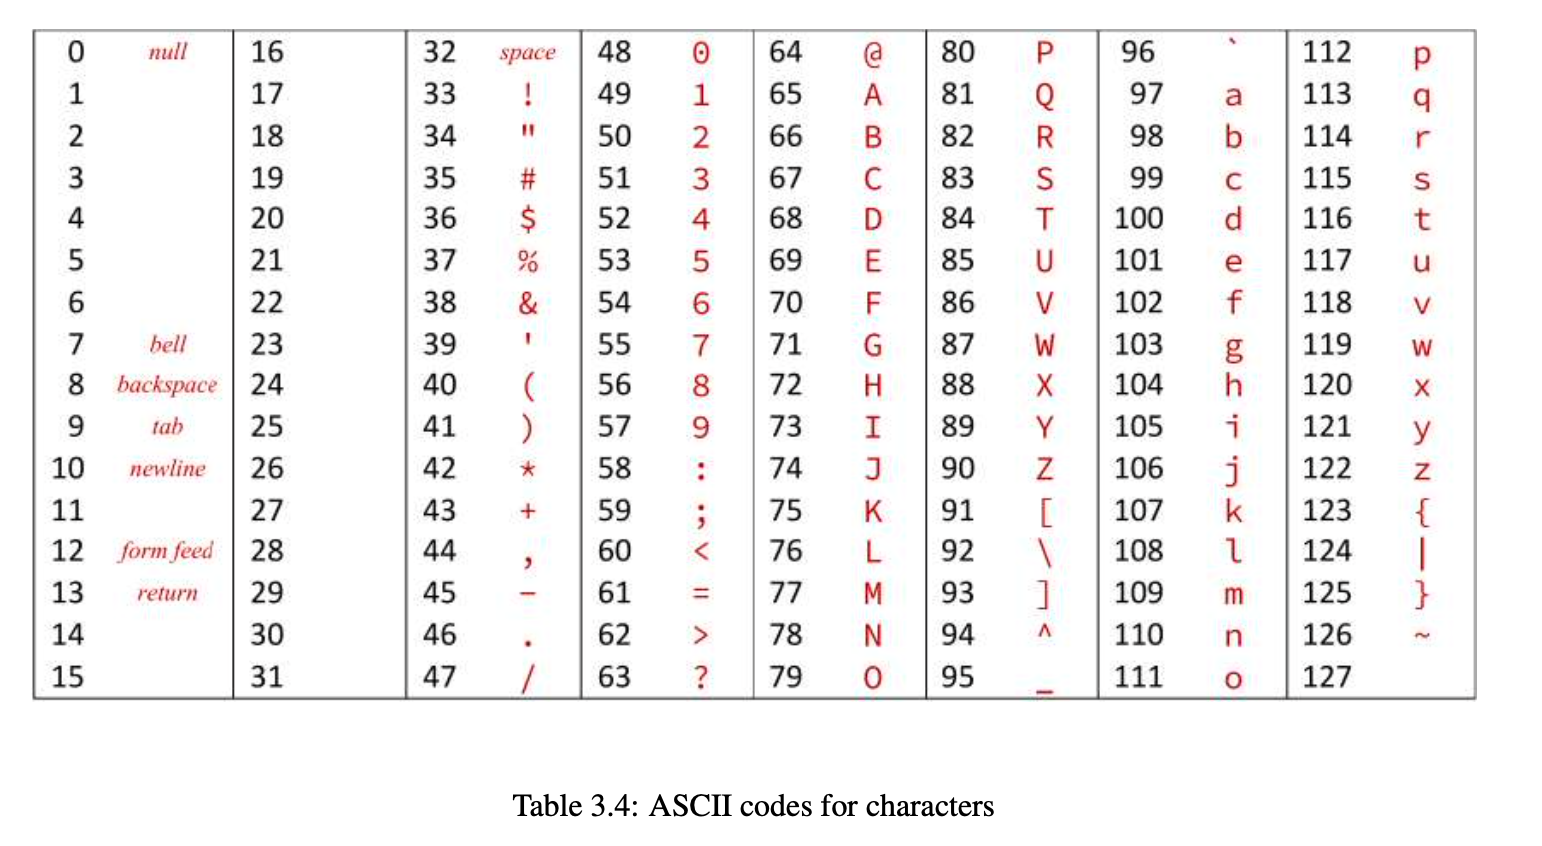 0 null 16 32 space 48 0 64 @ 80 P 96 ` 112 p
1 17 33 ! 49 1 65 A 81 Q 97 a 113 q
2 18 34 " 50 2 66 B 82 R 98 b 114 r
3 19 35 # 51 3 67 C 83 S 99 c 115 s
4 20 36 $ 52 4 68 D 84 T 100 d 116 t
5 21 37 % 53 5 69 E 85 U 101 e 117 u
6 22 38 & 54 6 70 F 86 V 102 f 118 v
7 bell 23 39 ' 55 7 71 G 87 W 103 g 119 w
8 backspace 24 40 ( 56 8 72 H 88 X 104 h 120 x
9 tab 25 41 ) 57 9 73 I 89 Y 105 i 121 y
10 newline 26 42 * 58 : 74 J 90 Z 106 j 122 z
11 27 43 + 59 ; 75 K 91 [ 107 k 123 {
12 form feed 28 44 , 60 < 76 L 92 \ 108 l 124 |
13 return 29 45 – 61 = 77 M 93 ] 109 m 125 }
14 30 46 . 62 > 78 N 94 ^ 110 n 126 ~
15 31 47 / 63 ? 79 O 95 _ 111 o 127
Table 3.4: ASCII codes for characters